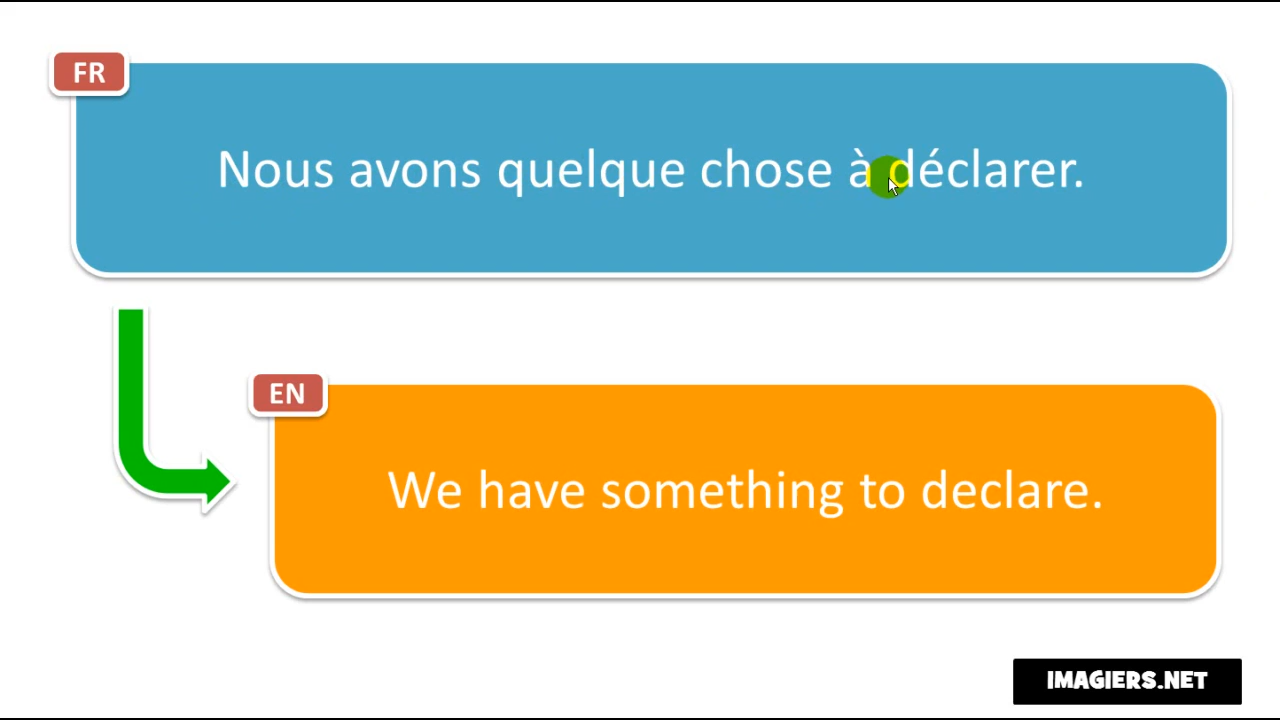 FR
Nous avons quelque chose à déclarer.
EN
We have something to declare.
IMAGIERS.NET